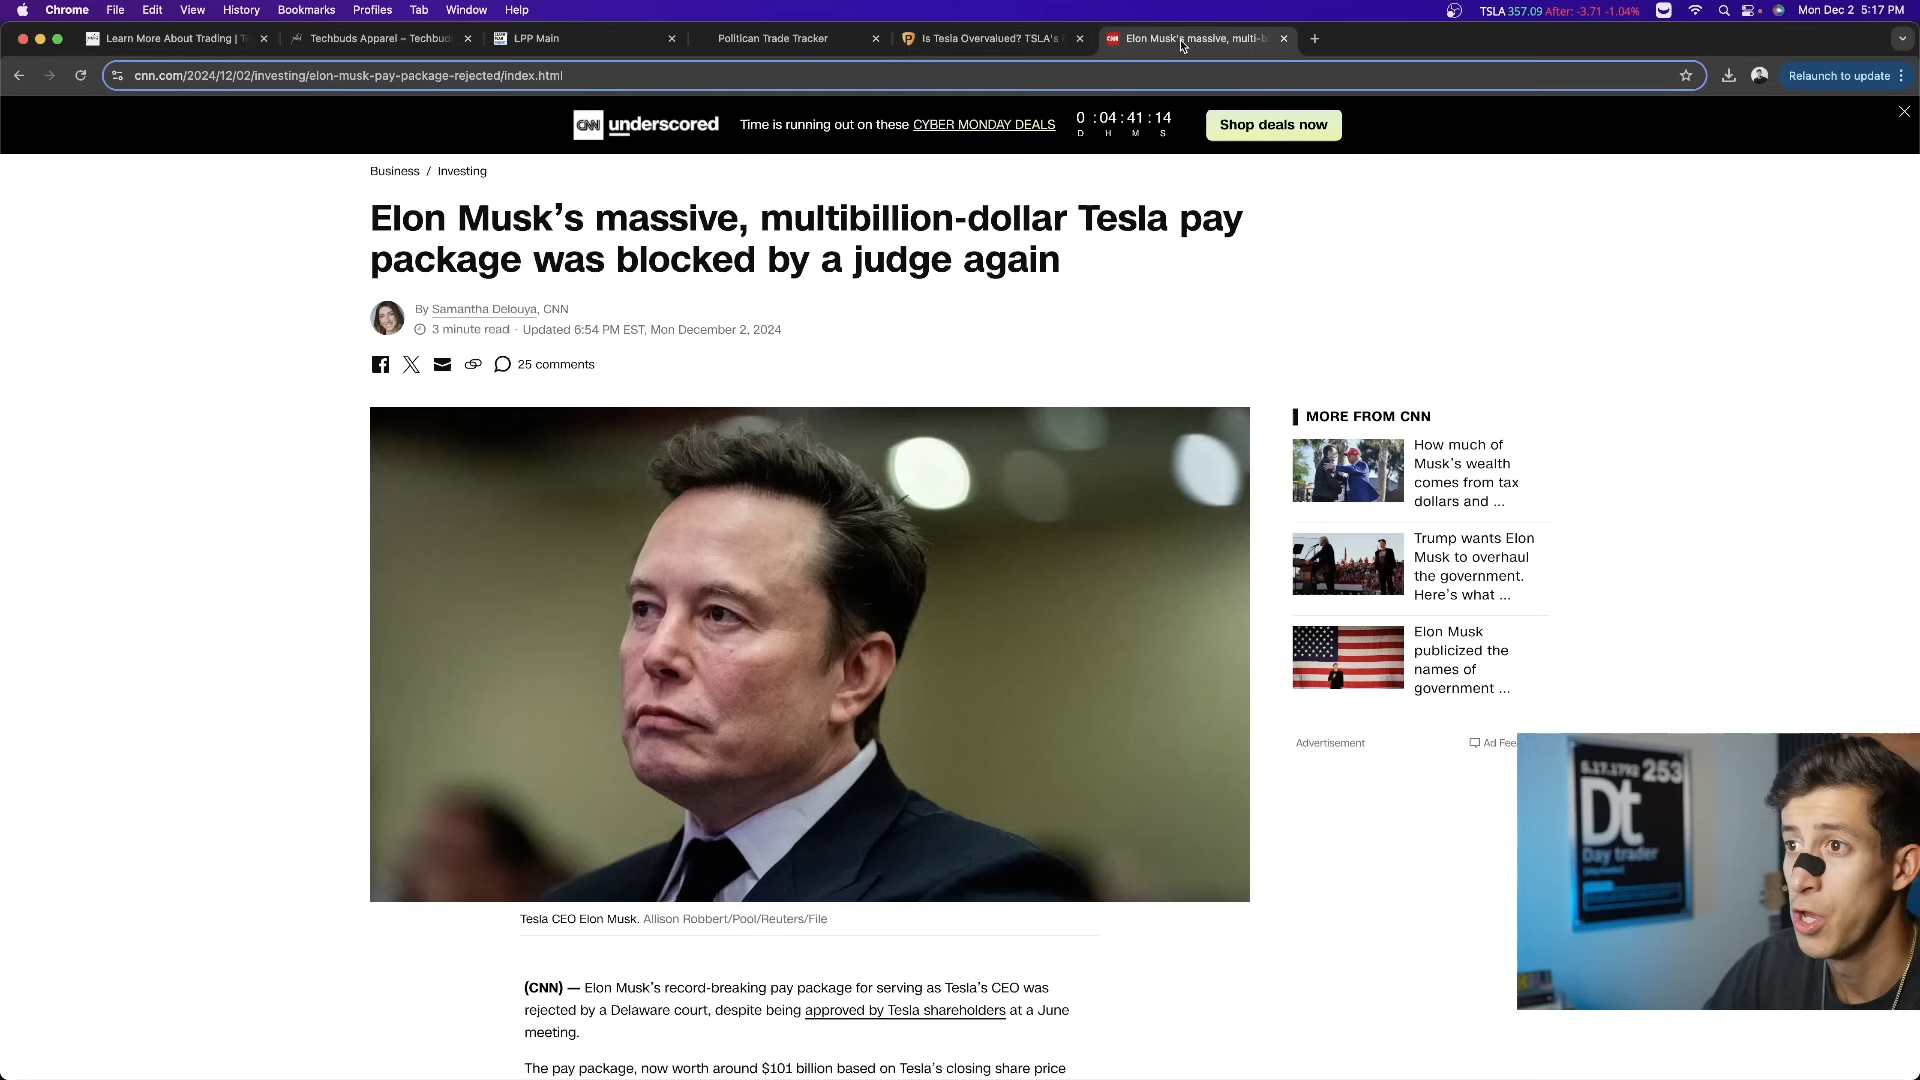 Chrome File Edit View History Bookmarks Profiles Tab Window Help
TSLA 357.09 After: -3.71 -1.04% Mon Dec 2 5:17 PM
Learn More About Trading |
Techbuds Apparel – Techbud
LPP Main
Politican Trade Tracker
Is Tesla Overvalued? TSLA's
Elon Musk's massive, multi-b
cnn.com/2024/12/02/investing/elon-musk-pay-package-rejected/index.html
Relaunch to update
CNN underscored Time is running out on these CYBER MONDAY DEALS 0 : 04 : 41 : 14 Shop deals now
D H M S
Business / Investing
Elon Musk's massive, multibillion-dollar Tesla pay
package was blocked by a judge again
By Samantha Delouya, CNN
3 minute read · Updated 6:54 PM EST, Mon December 2, 2024
25 comments
MORE FROM CNN
How much of
Musk's wealth
comes from tax
dollars and ...
Trump wants Elon
Musk to overhaul
the government.
Here's what ...
Elon Musk
publicized the
names of
government ...
Advertisement
Ad Fee
5.17.1792 253
Dt
Day trader
Tesla CEO Elon Musk. Allison Robbert/Pool/Reuters/File
(CNN) — Elon Musk's record-breaking pay package for serving as Tesla's CEO was
rejected by a Delaware court, despite being approved by Tesla shareholders at a June
meeting.
The pay package, now worth around $101 billion based on Tesla's closing share price